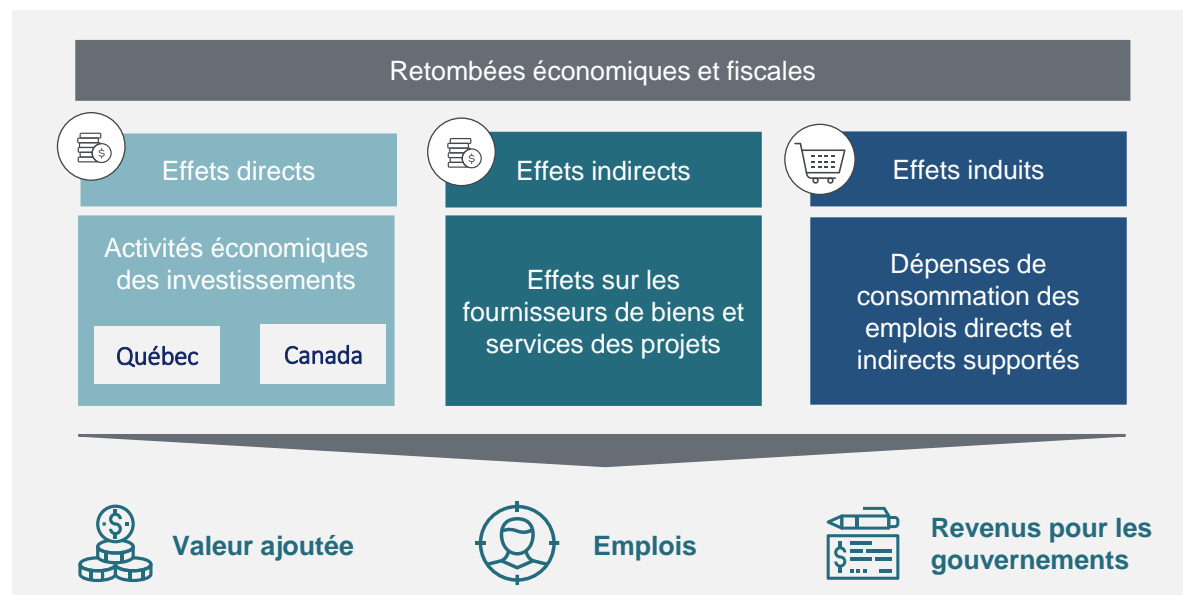 Retombées économiques et fiscales
Effets directs
Activités économiques
des investissements
Québec
Canada
Effets indirects
Effets sur les
fournisseurs de biens et
services des projets
Effets induits
Dépenses de
consommation des
emplois directs et
indirects supportés
Valeur ajoutée
Emplois
Revenus pour les
gouvernements